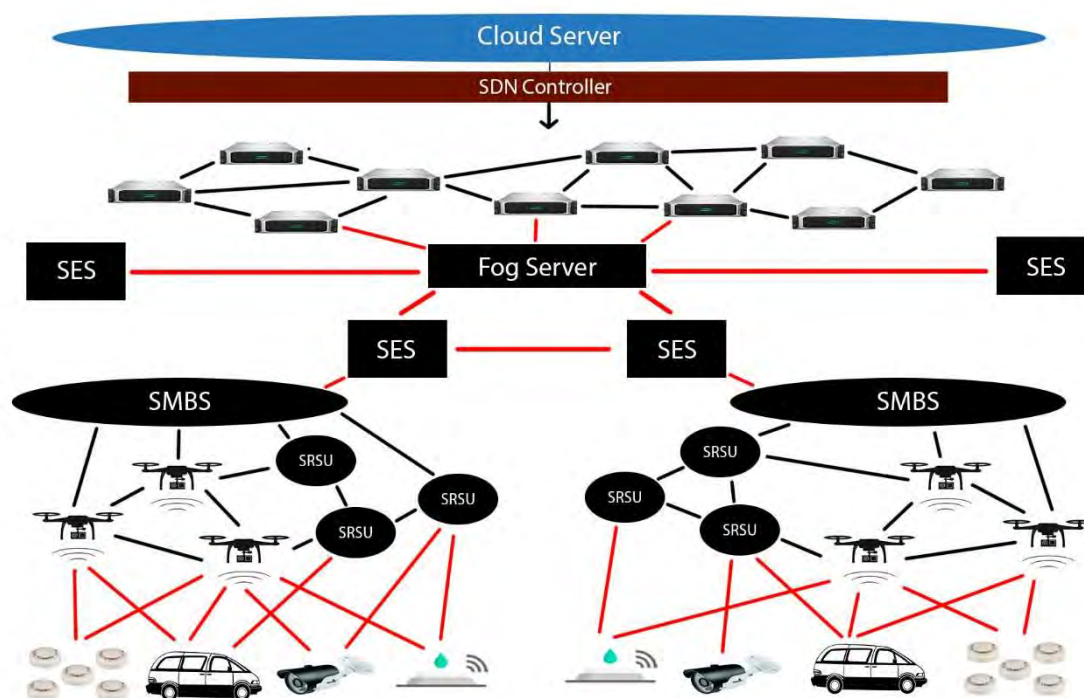 Cloud Server
SDN Controller
SES
Fog Server
SES
SES
SES
SMBS
SMBS
SRSU
SRSU
SRSU
SRSU
SRSU
SRSU